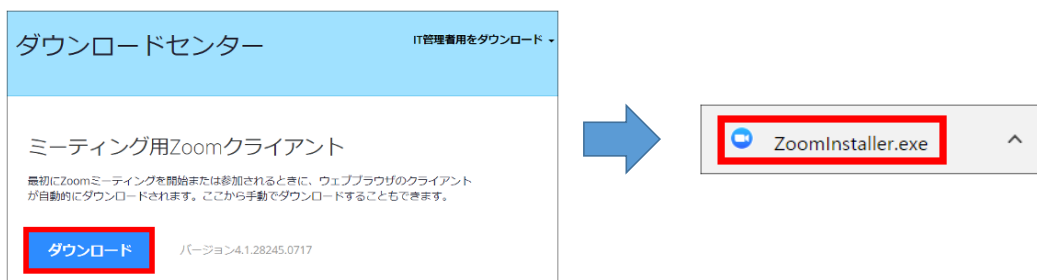 ダウンロードセンター
IT管理者用をダウンロード
ミーティング用Zoomクライアント
最初にZoomミーティングを開始または参加されるときに、ウェブブラウザのクライアント
が自動的にダウンロードされます。ここから手動でダウンロードすることもできます。
ダウンロード
バージョン4.1.28245.0717
ZoomInstaller.exe